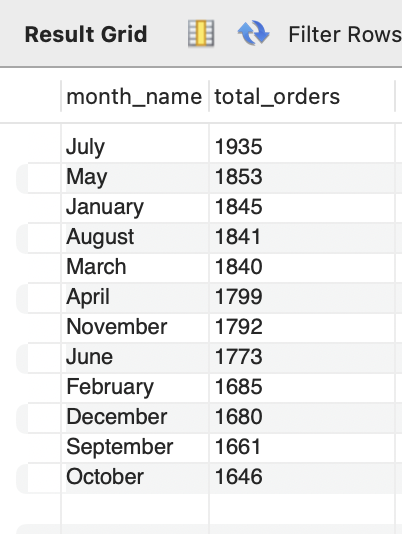 Result Grid Filter Rows
month_name total_orders
July 1935
May 1853
January 1845
August 1841
March 1840
April 1799
November 1792
June 1773
February 1685
December 1680
September 1661
October 1646